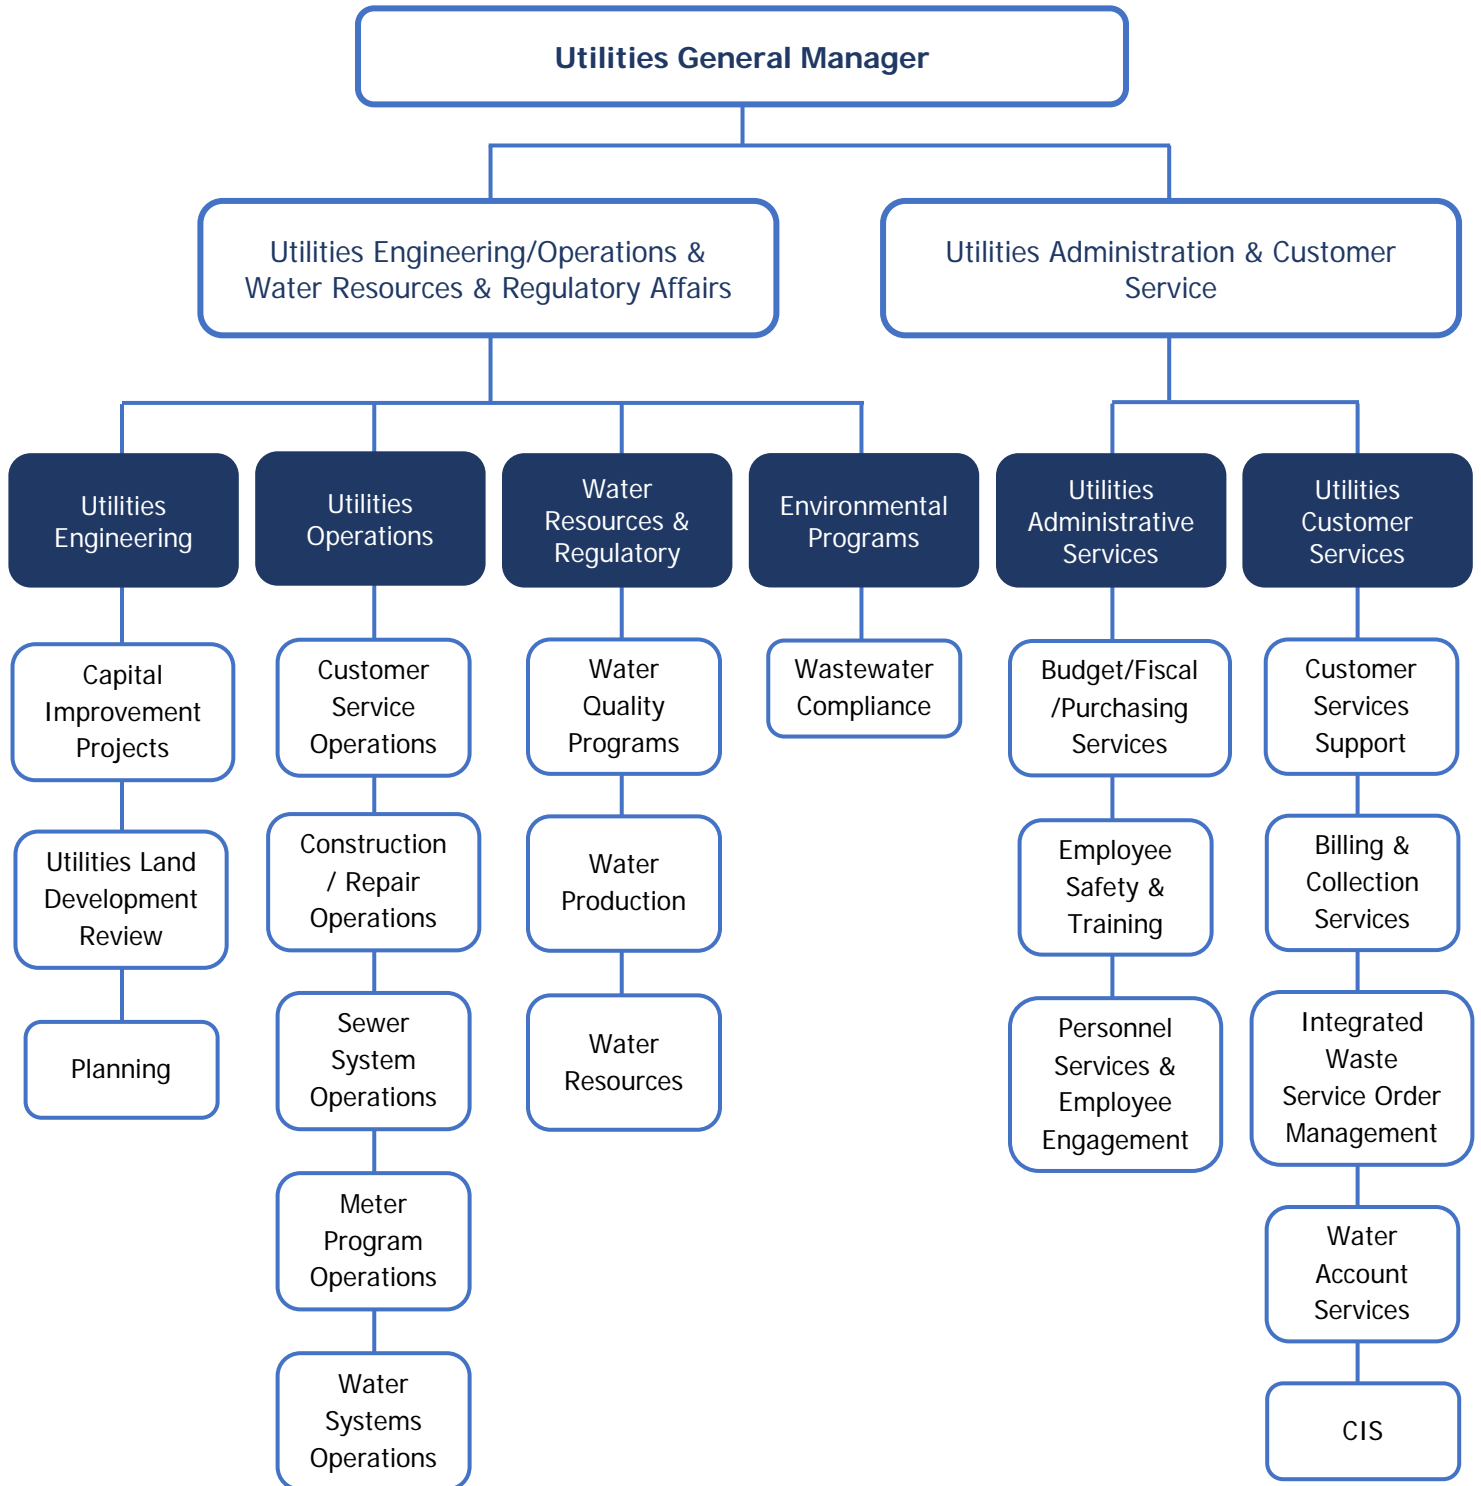 Utilities General Manager
Utilities Engineering/Operations &
Water Resources & Regulatory Affairs
Utilities Administration & Customer
Service
Utilities
Engineering
Utilities
Operations
Water
Resources &
Regulatory
Environmental
Programs
Utilities
Administrative
Services
Utilities
Customer
Services
Capital
Improvement
Projects
Utilities Land
Development
Review
Planning
Customer
Service
Operations
Construction
/ Repair
Operations
Sewer
System
Operations
Meter
Program
Operations
Water
Systems
Operations
Water
Quality
Programs
Water
Production
Water
Resources
Wastewater
Compliance
Budget/Fiscal
/Purchasing
Services
Employee
Safety &
Training
Personnel
Services &
Employee
Engagement
Customer
Services
Support
Billing &
Collection
Services
Integrated
Waste
Service Order
Management
Water
Account
Services
CIS